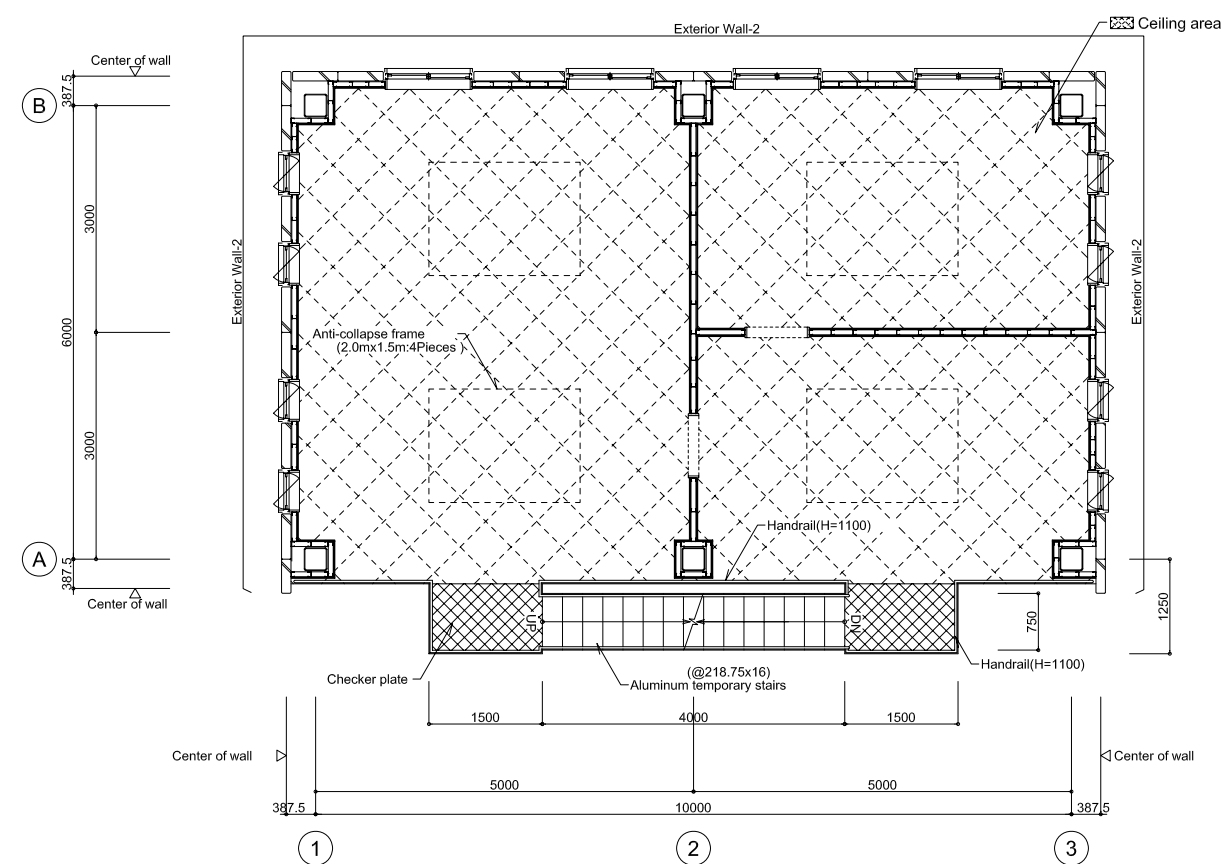 Exterior Wall-2
Ceiling area
Center of wall
387.5
B
3000
6000
Exterior Wall-2
Exterior Wall-2
Anti-collapse frame
(2.0mx1.5m:4Pieces )
3000
Handrail(H=1100)
A
387.5
Center of wall
UP
DN
750
1250
Handrail(H=1100)
Checker plate
(@218.75x16)
Aluminum temporary stairs
1500
4000
1500
Center of wall
Center of wall
5000
5000
387.5
10000
387.5
1
2
3